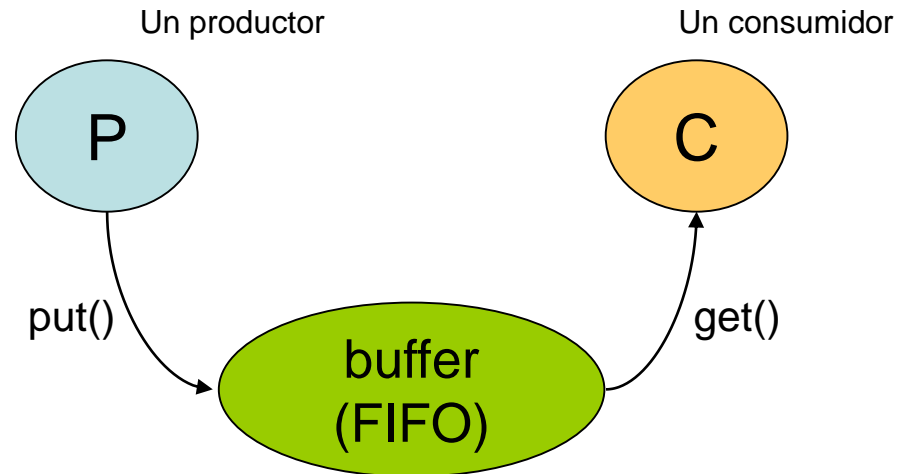 Un productor
Un consumidor
P
C
put()
get()
buffer
(FIFO)